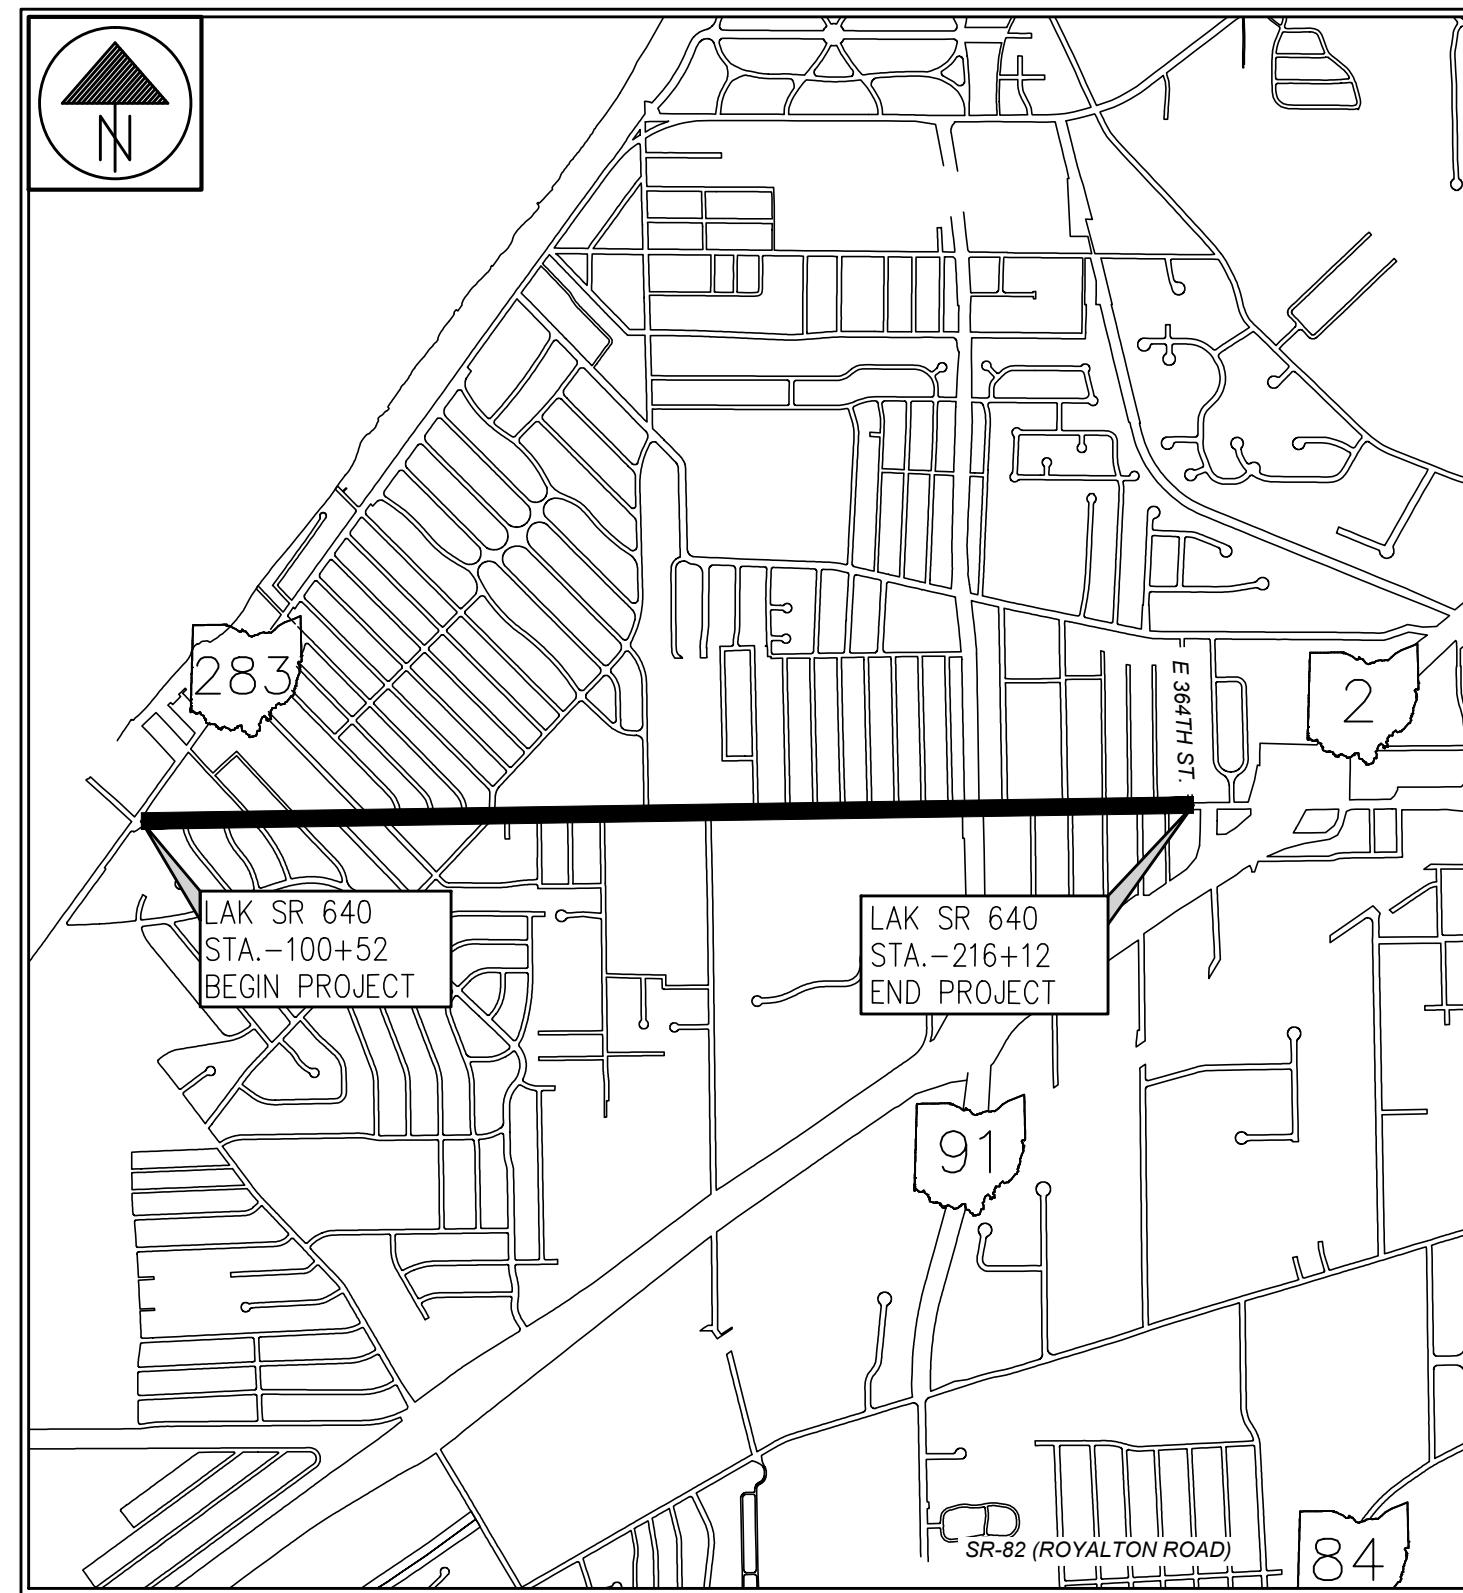 N
283
E 364TH ST.
2
LAK SR 640
STA.-100+52
BEGIN PROJECT
LAK SR 640
STA.-216+12
END PROJECT
91
SR-82 (ROYALTON ROAD)
84